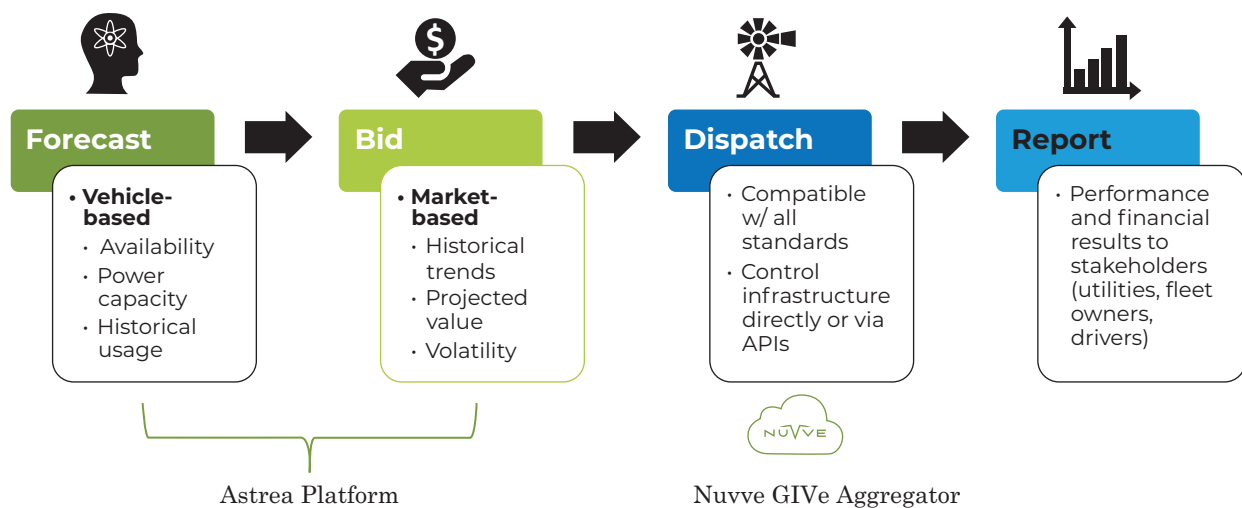 $
Forecast
• Vehicle-
based
· Availability
· Power
capacity
· Historical
usage
Bid
• Market-
based
· Historical
trends
· Projected
value
· Volatility
Dispatch
· Compatible
w/ all
standards
· Control
infrastructure
directly or via
APIs
Report
· Performance
and financial
results to
stakeholders
(utilities, fleet
owners,
drivers)
NUVVE
Astrea Platform
Nuvve GIVe Aggregator